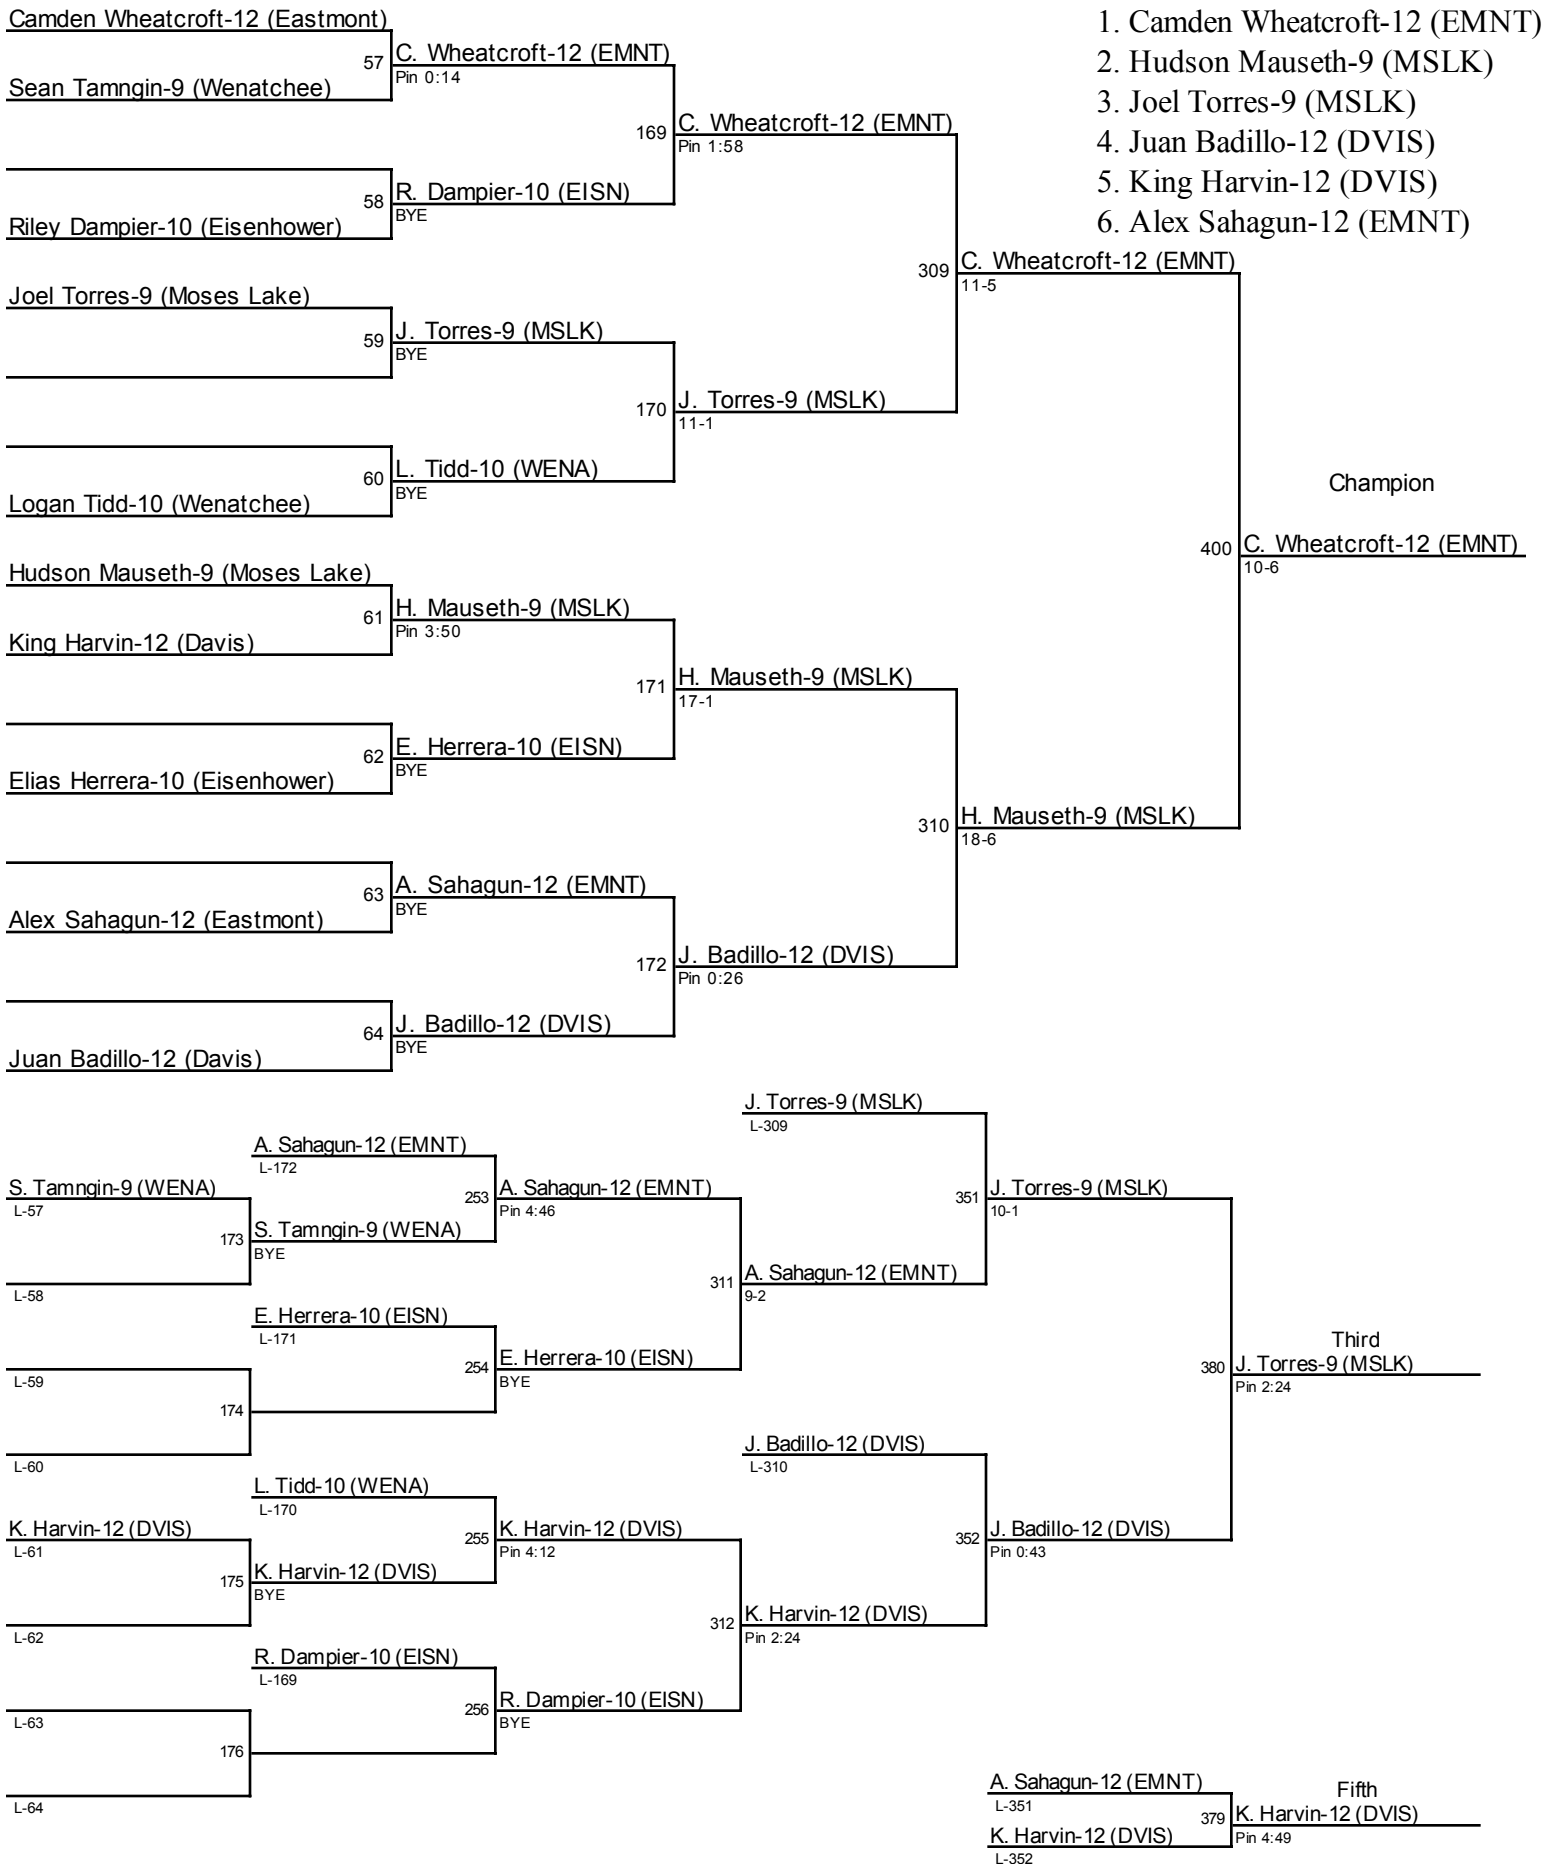 Camden Wheatcroft-12 (Eastmont)
57
C. Wheatcroft-12 (EMNT)
Pin 0:14
Sean Tamngin-9 (Wenatchee)
169
C. Wheatcroft-12 (EMNT)
Pin 1:58
58
R. Dampier-10 (EISN)
BYE
Riley Dampier-10 (Eisenhower)
309
C. Wheatcroft-12 (EMNT)
11-5
Joel Torres-9 (Moses Lake)
59
J. Torres-9 (MSLK)
BYE
170
J. Torres-9 (MSLK)
11-1
60
L. Tidd-10 (WENA)
BYE
Logan Tidd-10 (Wenatchee)
1. Camden Wheatcroft-12 (EMNT)
2. Hudson Mauseth-9 (MSLK)
3. Joel Torres-9 (MSLK)
4. Juan Badillo-12 (DVIS)
5. King Harvin-12 (DVIS)
6. Alex Sahagun-12 (EMNT)
Champion
400
C. Wheatcroft-12 (EMNT)
10-6
Hudson Mauseth-9 (Moses Lake)
61
H. Mauseth-9 (MSLK)
Pin 3:50
King Harvin-12 (Davis)
171
H. Mauseth-9 (MSLK)
17-1
62
E. Herrera-10 (EISN)
BYE
Elias Herrera-10 (Eisenhower)
310
H. Mauseth-9 (MSLK)
18-6
63
A. Sahagun-12 (EMNT)
BYE
Alex Sahagun-12 (Eastmont)
172
J. Badillo-12 (DVIS)
Pin 0:26
64
J. Badillo-12 (DVIS)
BYE
Juan Badillo-12 (Davis)
J. Torres-9 (MSLK)
L-309
A. Sahagun-12 (EMNT)
L-172
S. Tamngin-9 (WENA)
L-57
253
A. Sahagun-12 (EMNT)
Pin 4:46
351
J. Torres-9 (MSLK)
10-1
173
S. Tamngin-9 (WENA)
BYE
L-58
311
A. Sahagun-12 (EMNT)
9-2
E. Herrera-10 (EISN)
L-171
254
E. Herrera-10 (EISN)
BYE
L-59
174
L-60
Third
380
J. Torres-9 (MSLK)
Pin 2:24
J. Badillo-12 (DVIS)
L-310
L. Tidd-10 (WENA)
L-170
K. Harvin-12 (DVIS)
L-61
255
K. Harvin-12 (DVIS)
Pin 4:12
352
J. Badillo-12 (DVIS)
Pin 0:43
175
K. Harvin-12 (DVIS)
BYE
L-62
312
K. Harvin-12 (DVIS)
Pin 2:24
R. Dampier-10 (EISN)
L-169
256
R. Dampier-10 (EISN)
BYE
L-63
176
L-64
A. Sahagun-12 (EMNT)
L-351
Fifth
379
K. Harvin-12 (DVIS)
Pin 4:49
K. Harvin-12 (DVIS)
L-352